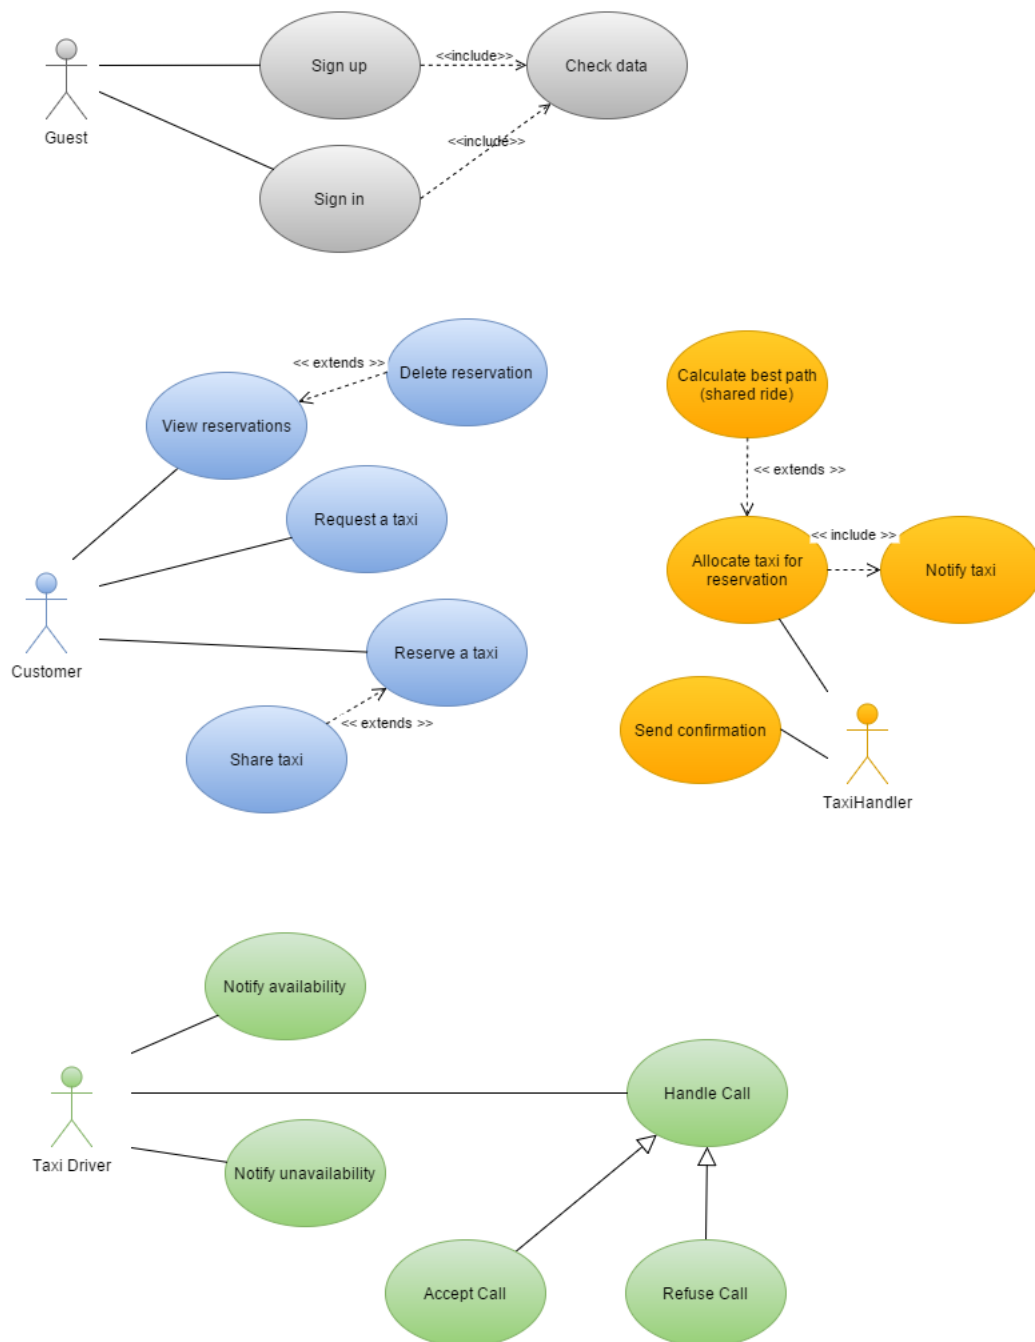 Sign up
<<include>>
Check data
Guest
<<include>>
Sign in
<< extends >>
Delete reservation
View reservations
Calculate best path
(shared ride)
<< extends >>
Request a taxi
<< include >>
Allocate taxi for
reservation
Notify taxi
Customer
Reserve a taxi
<< extends >>
Share taxi
Send confirmation
TaxiHandler
Notify availability
Handle Call
Taxi Driver
Notify unavailability
Accept Call
Refuse Call